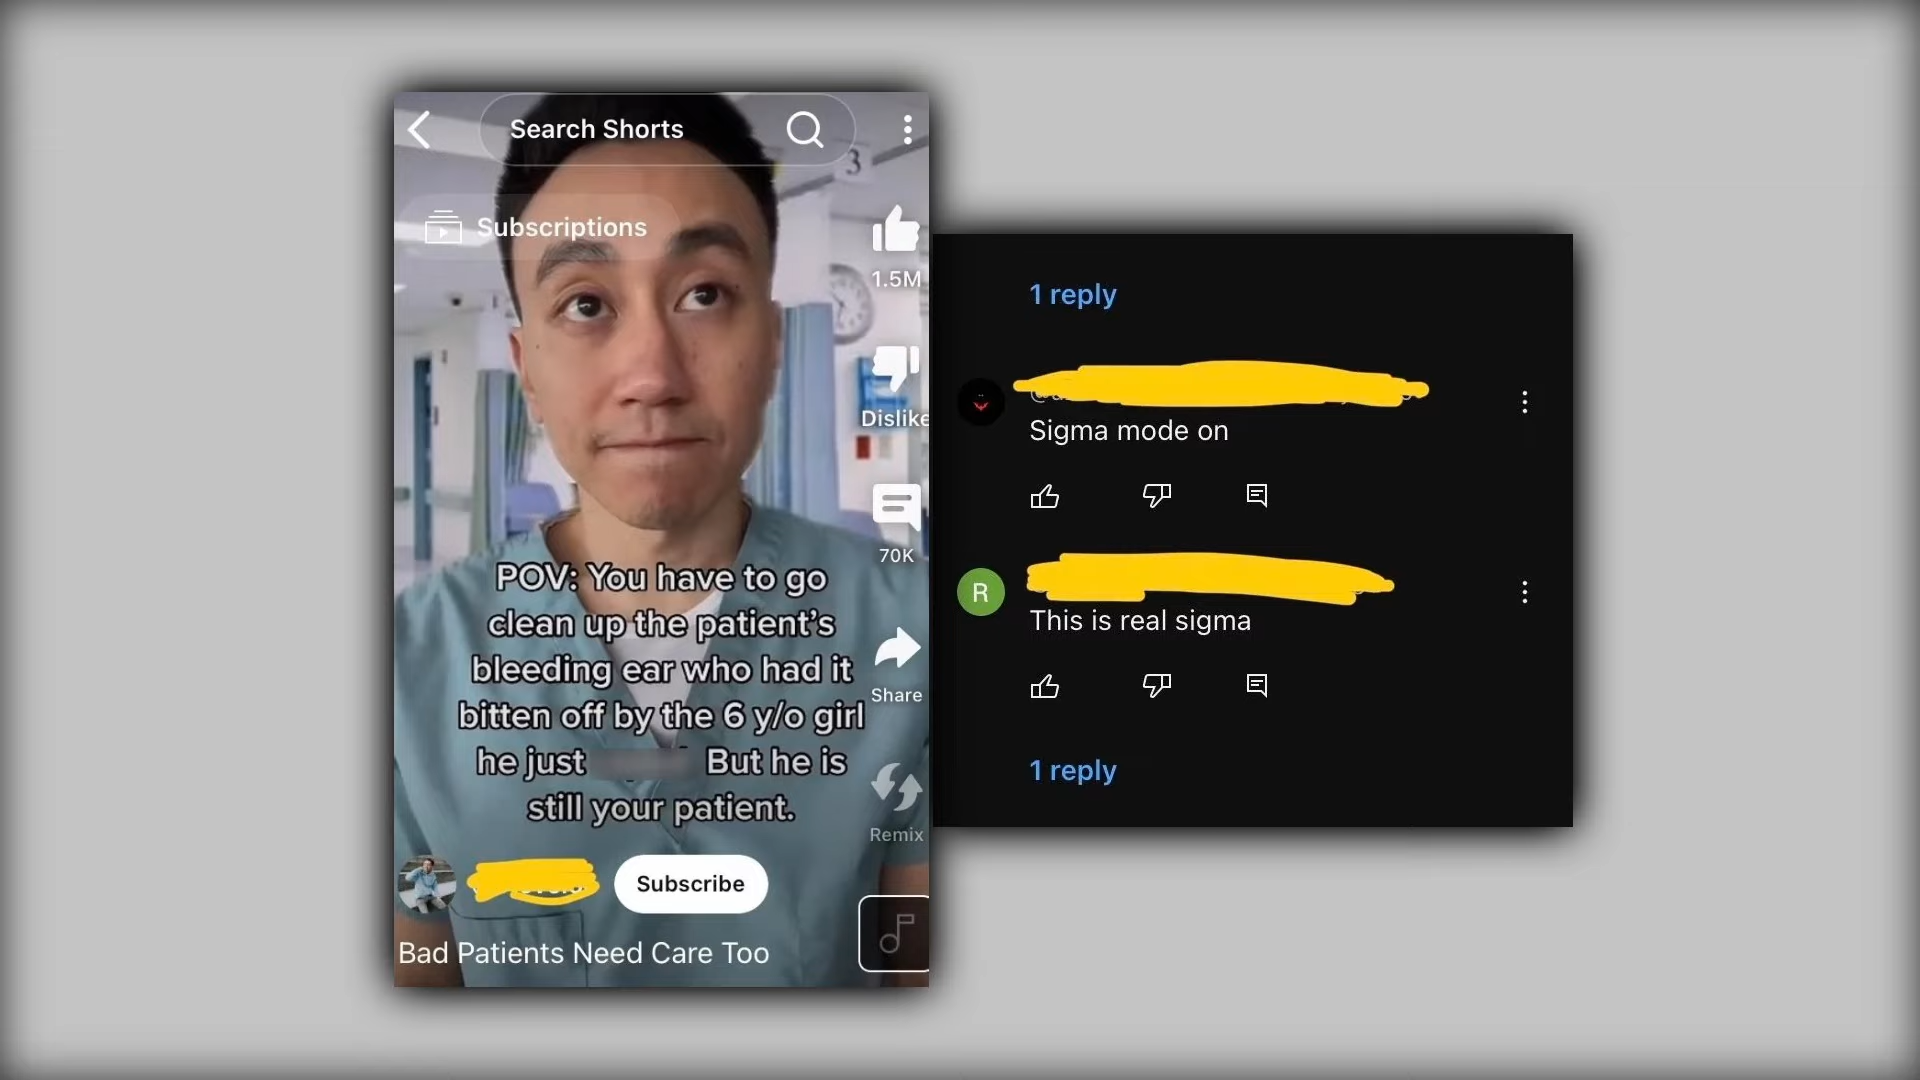 Search Shorts
3
Subscriptions
1.5M
Dislike
70K
POV: You have to go
clean up the patient's
bleeding ear who had it
bitten off by the 6 y/o girl
he just But he is
still your patient.
Share
Remix
Subscribe
Bad Patients Need Care Too
1 reply
Sigma mode on
R
This is real sigma
1 reply